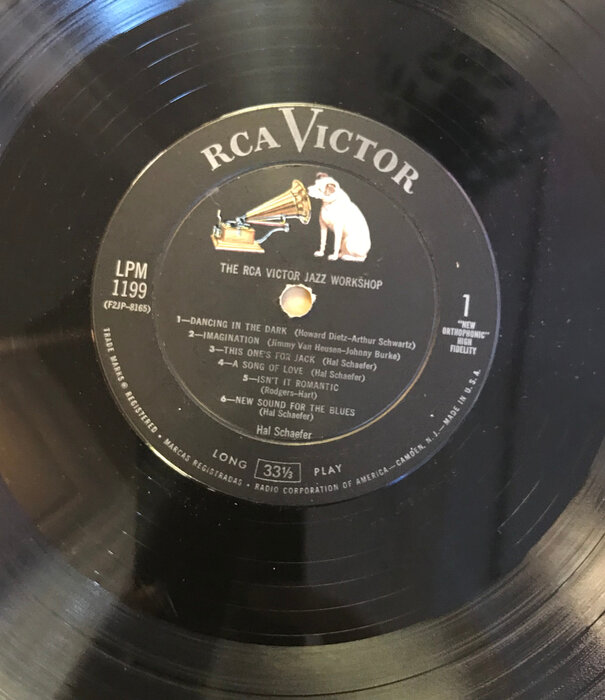 RCA VICTOR
THE RCA VICTOR JAZZ WORKSHOP
LPM
1199
(F2JP-8165)
1
"NEW
ORTHOPHONIC"
HIGH
FIDELITY
1—DANCING IN THE DARK (Howard Dietz-Arthur Schwartz)
2—IMAGINATION (Jimmy Van Heusen-Johnny Burke)
3—THIS ONE'S FOR JACK (Hal Schaefer)
4—A SONG OF LOVE (Hal Schaefer)
5—ISN'T IT ROMANTIC
(Rodgers-Hart)
6—NEW SOUND FOR THE BLUES
(Hal Schaefer)
Hal Schaefer
LONG 33⅓ PLAY
TRADE MARKS ® REGISTERED • MARCAS REGISTRADAS • RADIO CORPORATION OF AMERICA—CAMDEN, N. J.—MADE IN U.S.A.